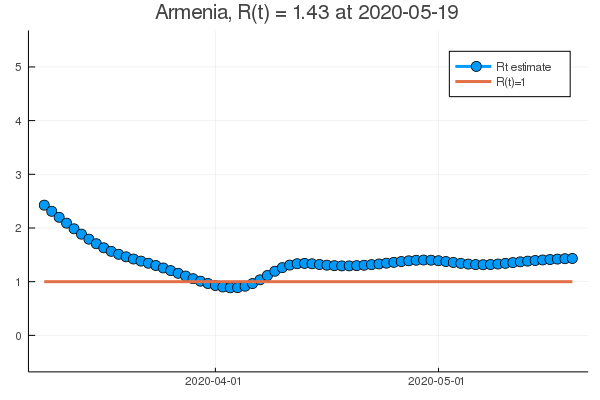 Armenia, R(t) = 1.43 at 2020-05-19
5
4
3
2
1
0
Rt estimate
R(t)=1
2020-04-01
2020-05-01